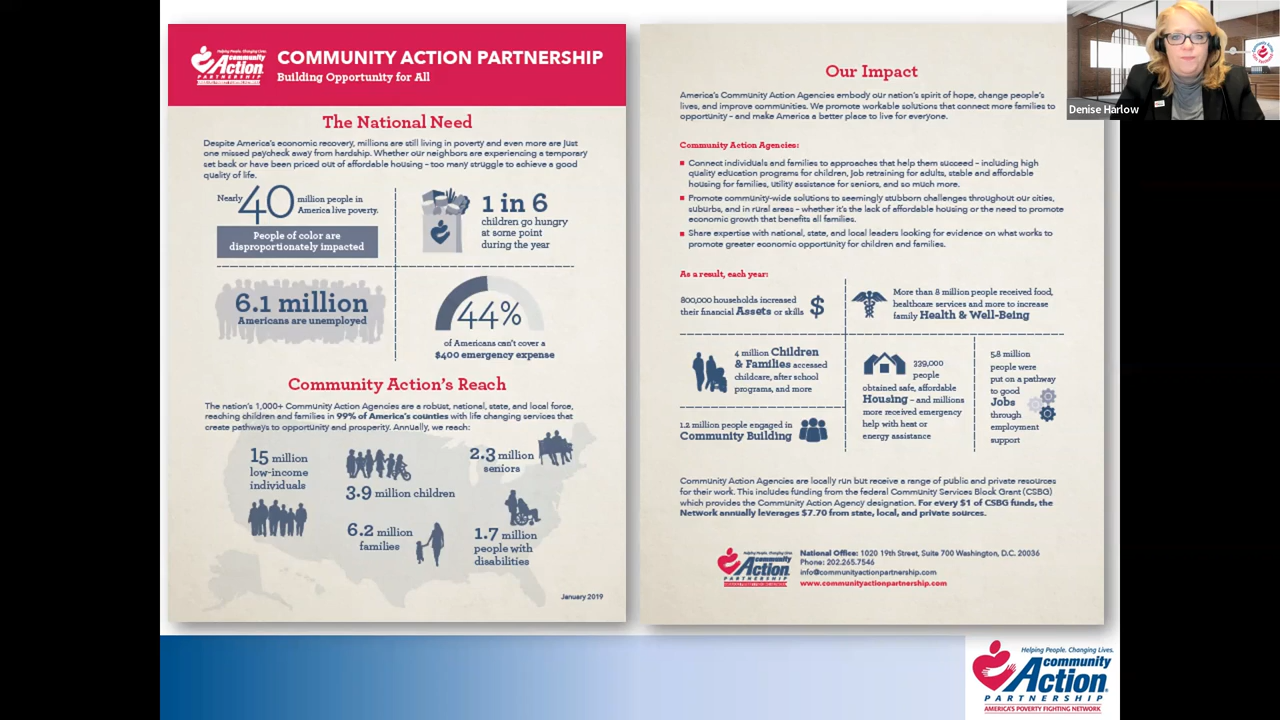 Helping People. Changing Lives.
community
Action
PARTNERSHIP
COMMUNITY ACTION PARTNERSHIP
Building Opportunity for All
The National Need
Despite America's economic recovery, millions are still living in poverty and even more are just
one missed paycheck away from hardship. Whether our neighbors are experiencing a temporary
set back or have been priced out of affordable housing – too many struggle to achieve a good
quality of life.
Nearly 40 million people in
America live poverty.
People of color are
disproportionately impacted
1 in 6
children go hungry
at some point
during the year
6.1 million
Americans are unemployed
44%
of Americans can't cover a
$400 emergency expense
Community Action's Reach
The nation's 1,000+ Community Action Agencies are a robust, national, state, and local force,
reaching children and families in 99% of America's counties with life changing services that
create pathways to opportunity and prosperity. Annually, we reach:
15 million
low-income
individuals
3.9 million children
6.2 million
families
2.3 million
seniors
1.7 million
people with
disabilities
January 2019
Our Impact
America's Community Action Agencies embody our nation's spirit of hope, change people's
lives, and improve communities. We promote workable solutions that connect more families to
opportunity – and make America a better place to live for everyone.
Community Action Agencies:
Connect individuals and families to approaches that help them succeed – including high
quality education programs for children, job retraining for adults, stable and affordable
housing for families, utility assistance for seniors, and so much more.
Promote community-wide solutions to seemingly stubborn challenges throughout our cities,
suburbs, and in rural areas – whether it's the lack of affordable housing or the need to promote
economic growth that benefits all families.
Share expertise with national, state, and local leaders looking for evidence on what works to
promote greater economic opportunity for children and families.
As a result, each year:
800,000 households increased
their financial Assets or skills
$
More than 8 million people received food,
healthcare services and more to increase
family Health & Well-Being
4 million Children
& Families accessed
childcare, after school
programs, and more
1.2 million people engaged in
Community Building
339,000
people
obtained safe, affordable
Housing – and millions
more received emergency
help with heat or
energy assistance
5.8 million
people were
put on a pathway
to good
Jobs
through
employment
support
Community Action Agencies are locally run but receive a range of public and private resources
for their work. This includes funding from the federal Community Services Block Grant (CSBG)
which provides the Community Action Agency designation. For every $1 of CSBG funds, the
Network annually leverages $7.70 from state, local, and private sources.
Helping People. Changing Lives.
community
Action
PARTNERSHIP
National Office: 1020 19th Street, Suite 700 Washington, D.C. 20036
Phone: 202.265.7546
info@communityactionpartnership.com
www.communityactionpartnership.com
Denise Harlow
Helping People. Changing Lives.
community
Action®
PARTNERSHIP
AMERICA'S POVERTY FIGHTING NETWORK